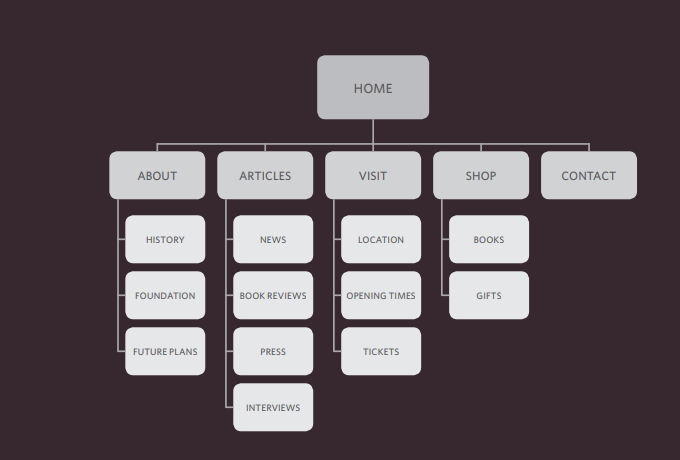 HOME
ABOUT
ARTICLES
VISIT
SHOP
CONTACT
HISTORY
NEWS
LOCATION
BOOKS
FOUNDATION
BOOK REVIEWS
OPENING TIMES
GIFTS
FUTURE PLANS
PRESS
TICKETS
INTERVIEWS